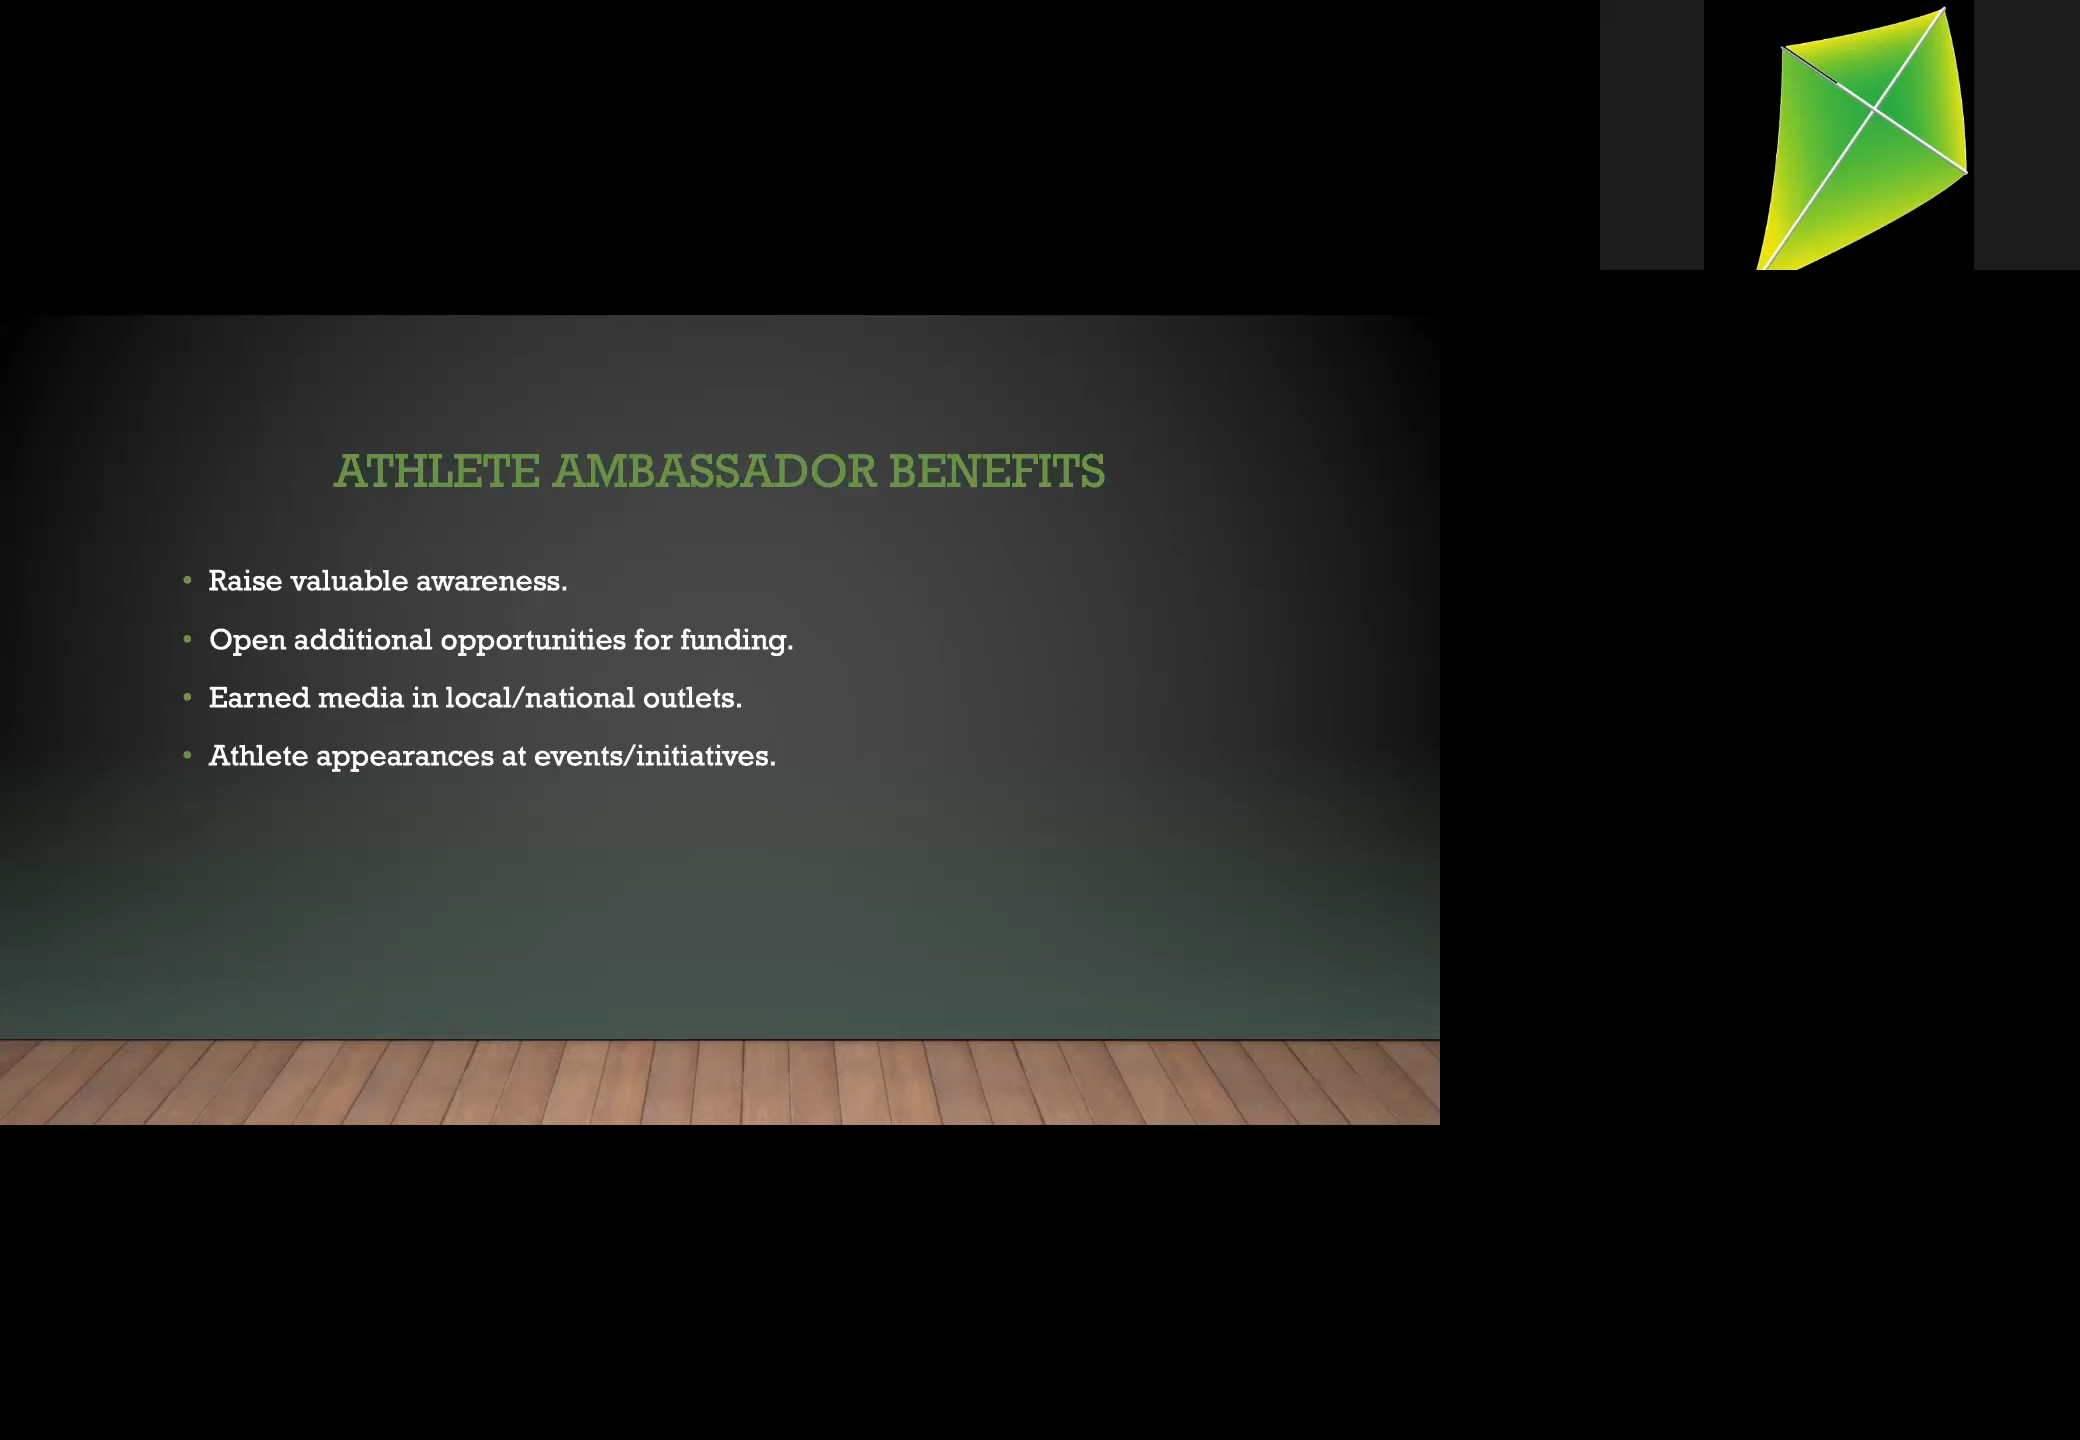 ATHLETE AMBASSADOR BENEFITS
• Raise valuable awareness.
• Open additional opportunities for funding.
• Earned media in local/national outlets.
• Athlete appearances at events/initiatives.